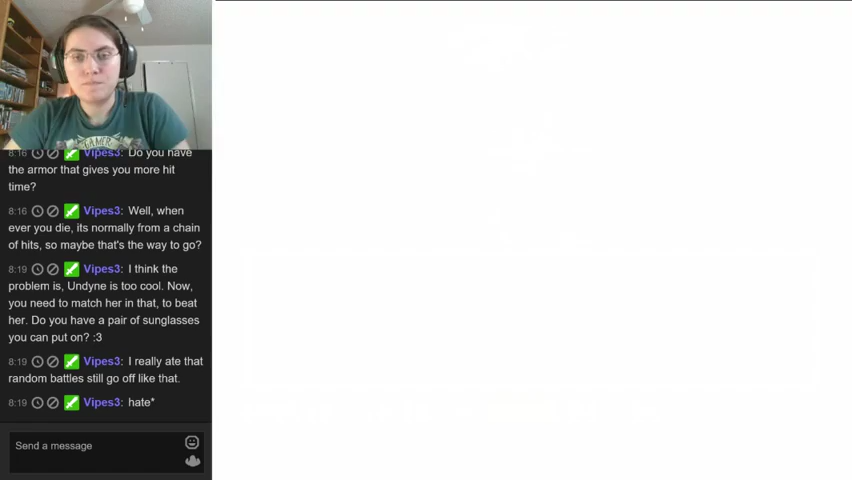 GAMER
8:16 Vipes3: Do you have
the armor that gives you more hit
time?
8:16 Vipes3: Well, when
ever you die, its normally from a chain
of hits, so maybe that's the way to go?
8:19 Vipes3: I think the
problem is, Undyne is too cool. Now,
you need to match her in that, to beat
her. Do you have a pair of sunglasses
you can put on? :3
8:19 Vipes3: I really ate that
random battles still go off like that.
8:19 Vipes3: hate*
Send a message